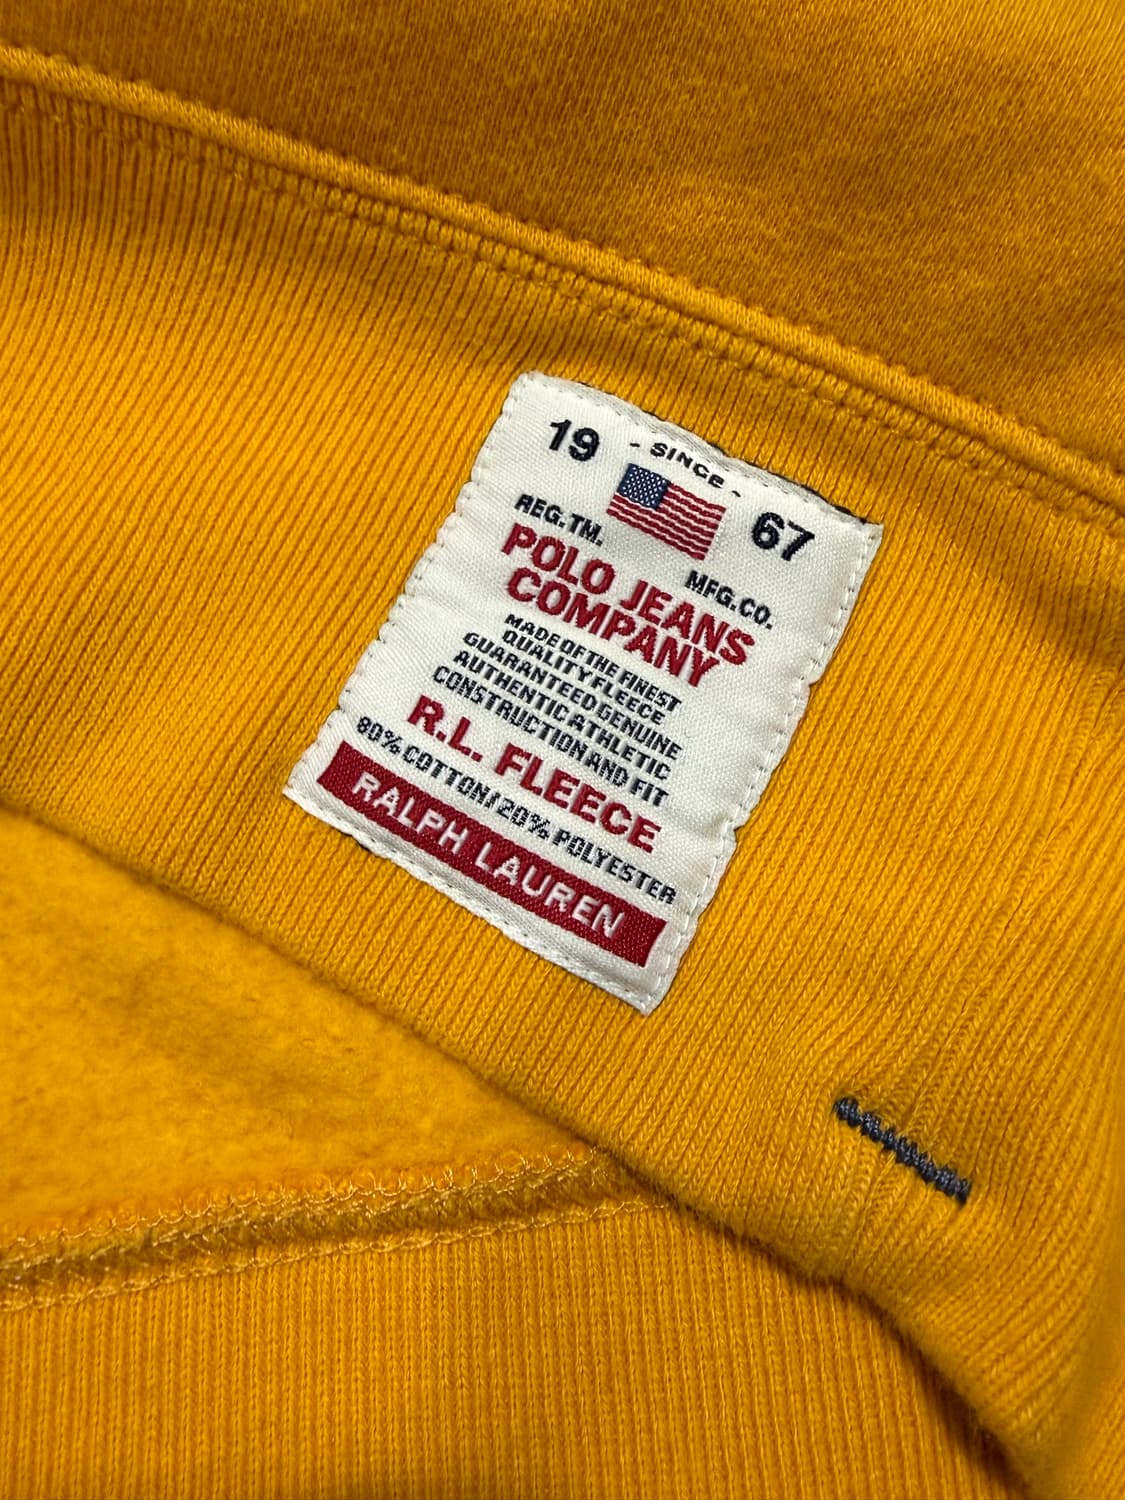 19 - SINCE - 67
REG.TM. MFG.CO.
POLO JEANS
COMPANY
MADE OF THE FINEST
QUALITY FLEECE
GUARANTEED GENUINE
AUTHENTIC ATHLETIC
CONSTRUCTION AND FIT
R.L. FLEECE
80% COTTON/20% POLYESTER
RALPH LAUREN